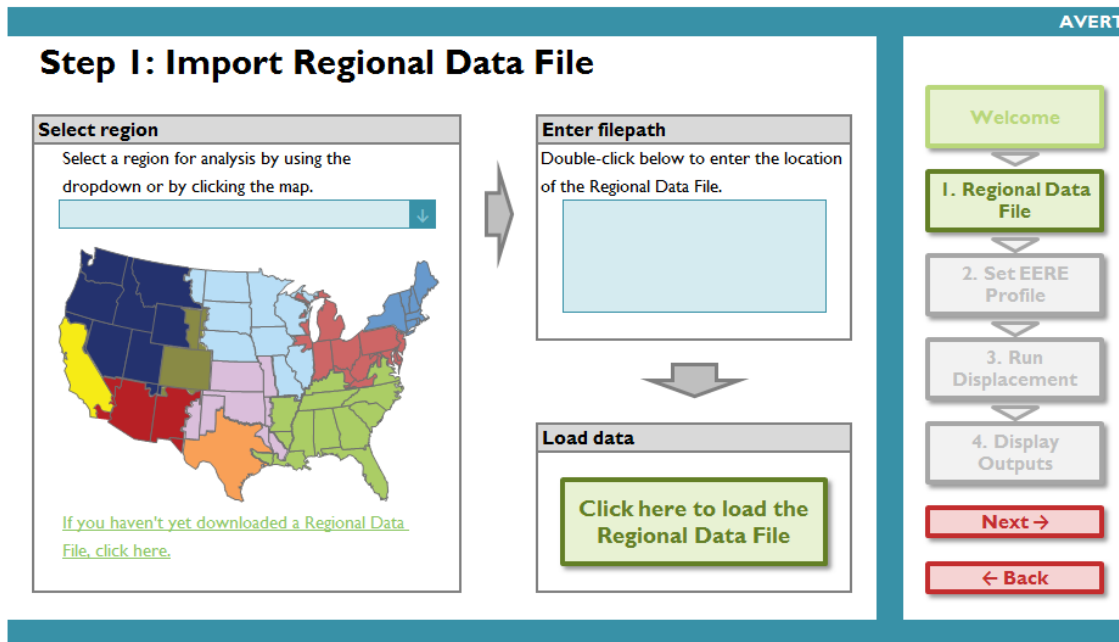 AVERT
Step 1: Import Regional Data File
Select region
Select a region for analysis by using the
dropdown or by clicking the map.
↓
If you haven't yet downloaded a Regional Data
File, click here.
Enter filepath
Double-click below to enter the location
of the Regional Data File.
Load data
Click here to load the
Regional Data File
Welcome
1. Regional Data
File
2. Set EERE
Profile
3. Run
Displacement
4. Display
Outputs
Next →
← Back